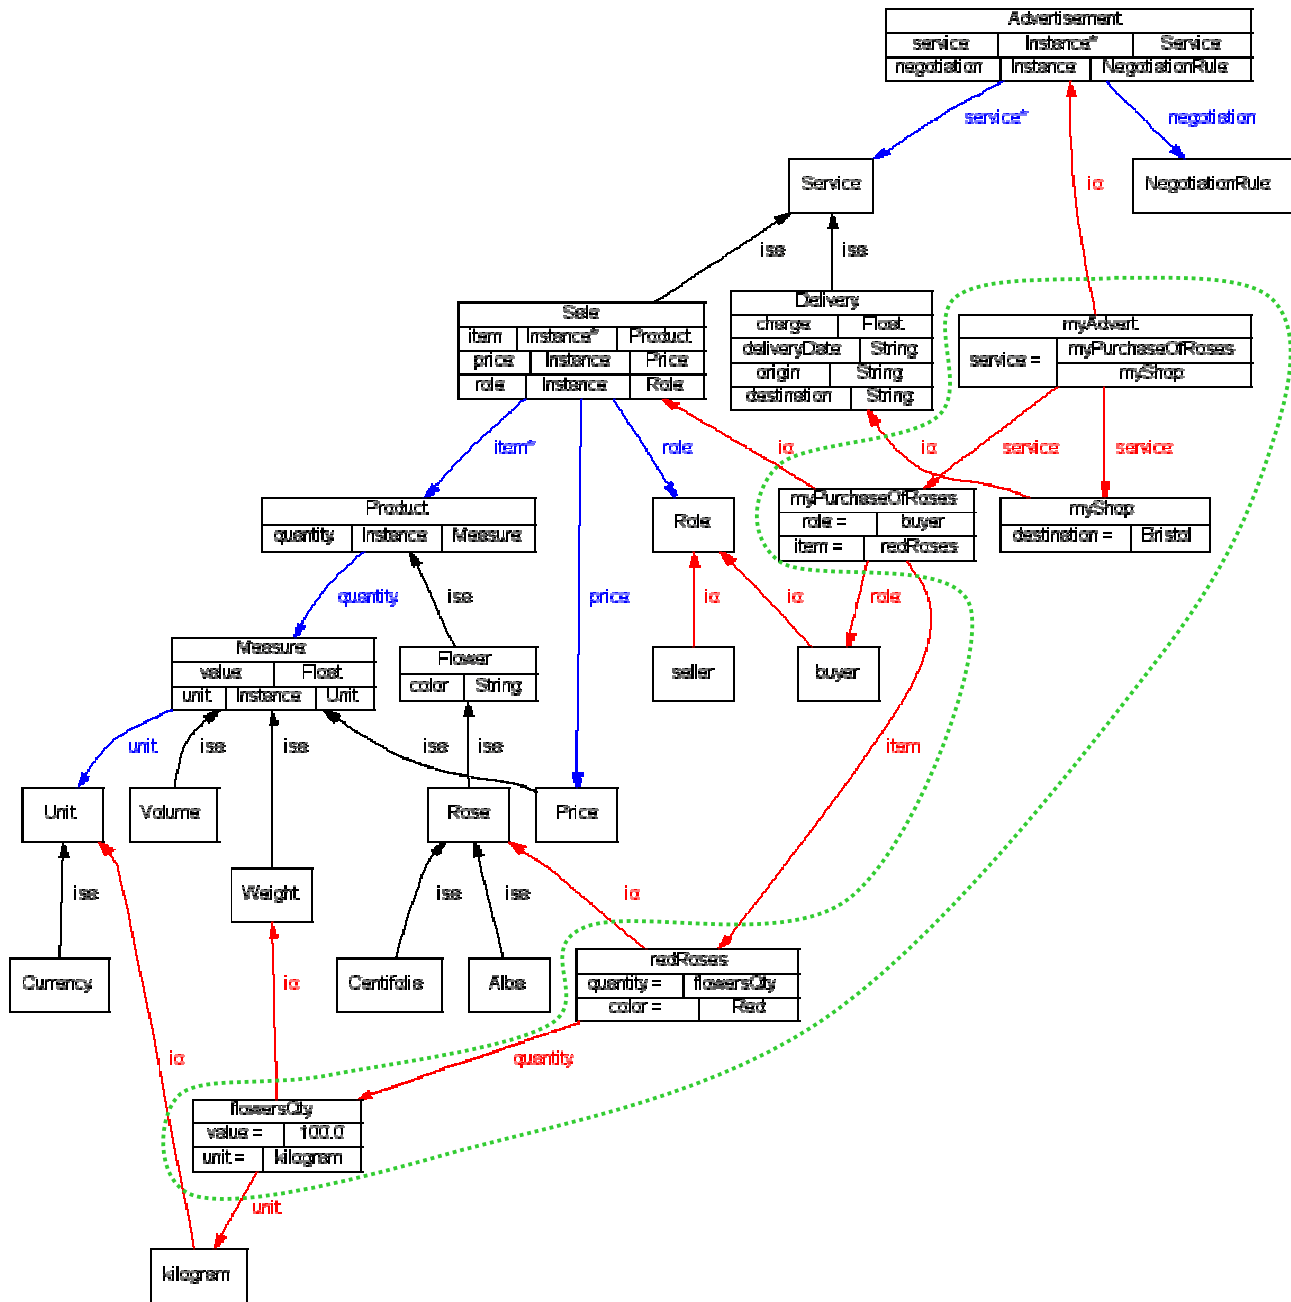 Advertisement
service Instance* Service
negotiation Instance NegotiationRule
service* negotiation
Service NegotiationRule
io
isa isa
Sale
item Instance* Product
price Instance Price
role Instance Role
Delivery
charge Float
deliveryDate String
origin String
destination String
myAdvert
service = myPurchaseOfRoses
myShop
item* role io io service service
Product
quantity Instance Measure
Role
myPurchaseOfRoses
role = buyer
item = redRoses
myShop
destination = Bristol
quantity isa price io io role
Measure
value Float
unit Instance Unit
Flower
color String
seller buyer
unit isa isa isa isa item
Unit Volume Rose Price
Weight
isa isa isa io
Currency Centifolia Alba
redRoses
quantity = flowersQty
color = Red
io
io quantity
flowersQty
value = 100.0
unit = kilogram
unit
kilogram